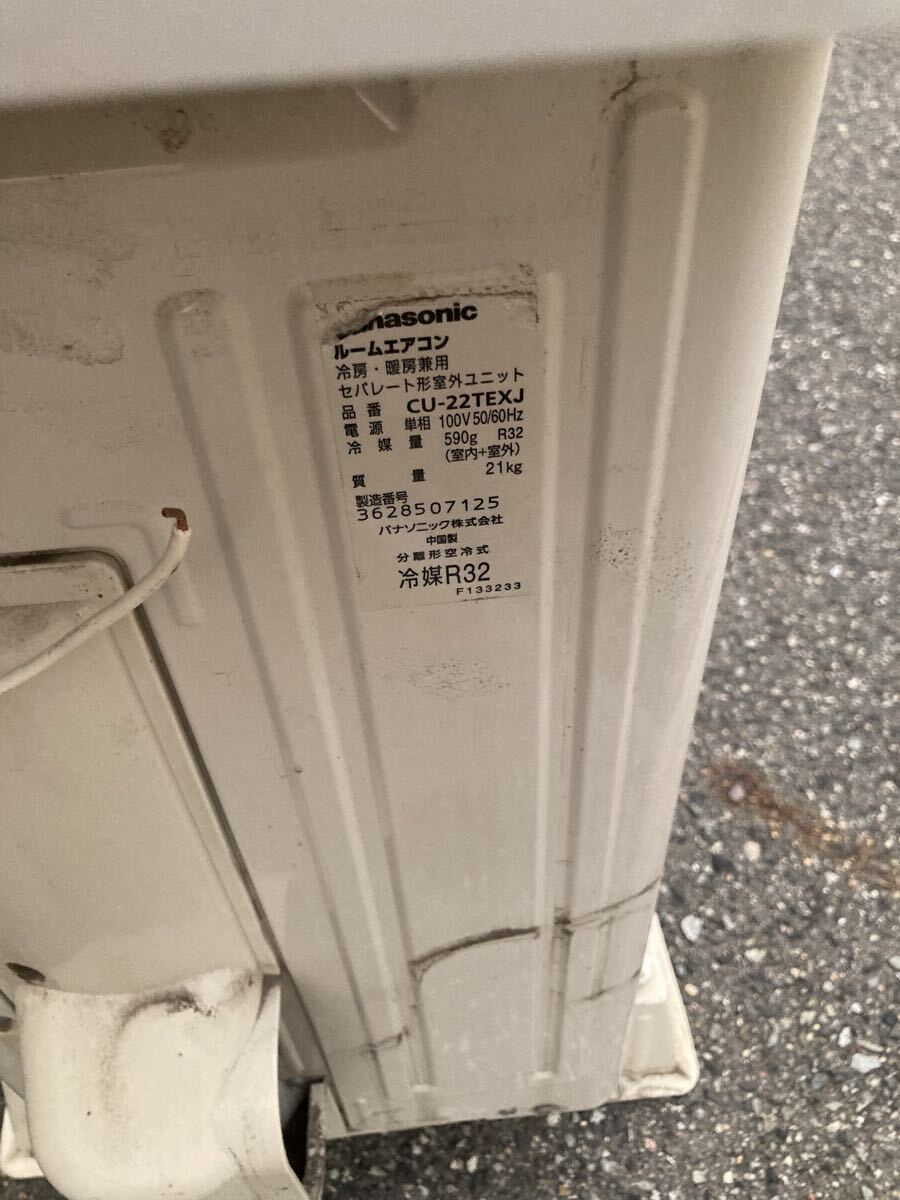 Panasonic
ルームエアコン
冷房・暖房兼用
セパレート形室外ユニット
品番 CU-22TEXJ
電源 単相 100V 50/60Hz
冷媒量 590g R32
(室内+室外)
質量 21kg
製造番号
3628507125
パナソニック株式会社
中国製
分離形空冷式
冷媒R32
F133233